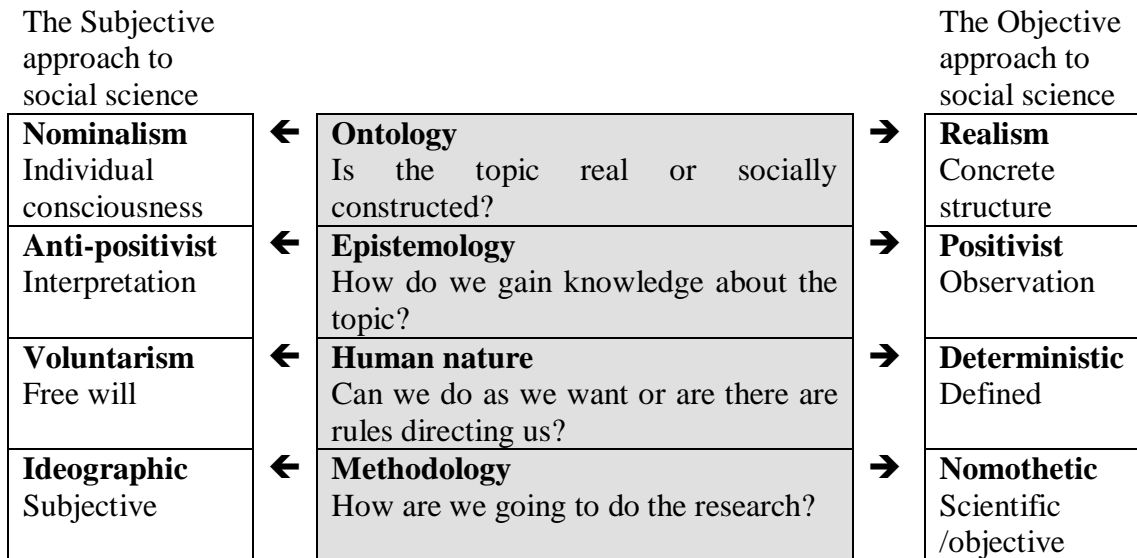 The Subjective
approach to
social science
The Objective
approach to
social science
Nominalism
Individual
consciousness
🡸
Ontology
Is the topic real or socially
constructed?
🡺
Realism
Concrete
structure
Anti-positivist
Interpretation
🡸
Epistemology
How do we gain knowledge about the
topic?
🡺
Positivist
Observation
Voluntarism
Free will
🡸
Human nature
Can we do as we want or are there are
rules directing us?
🡺
Deterministic
Defined
Ideographic
Subjective
🡸
Methodology
How are we going to do the research?
🡺
Nomothetic
Scientific
/objective